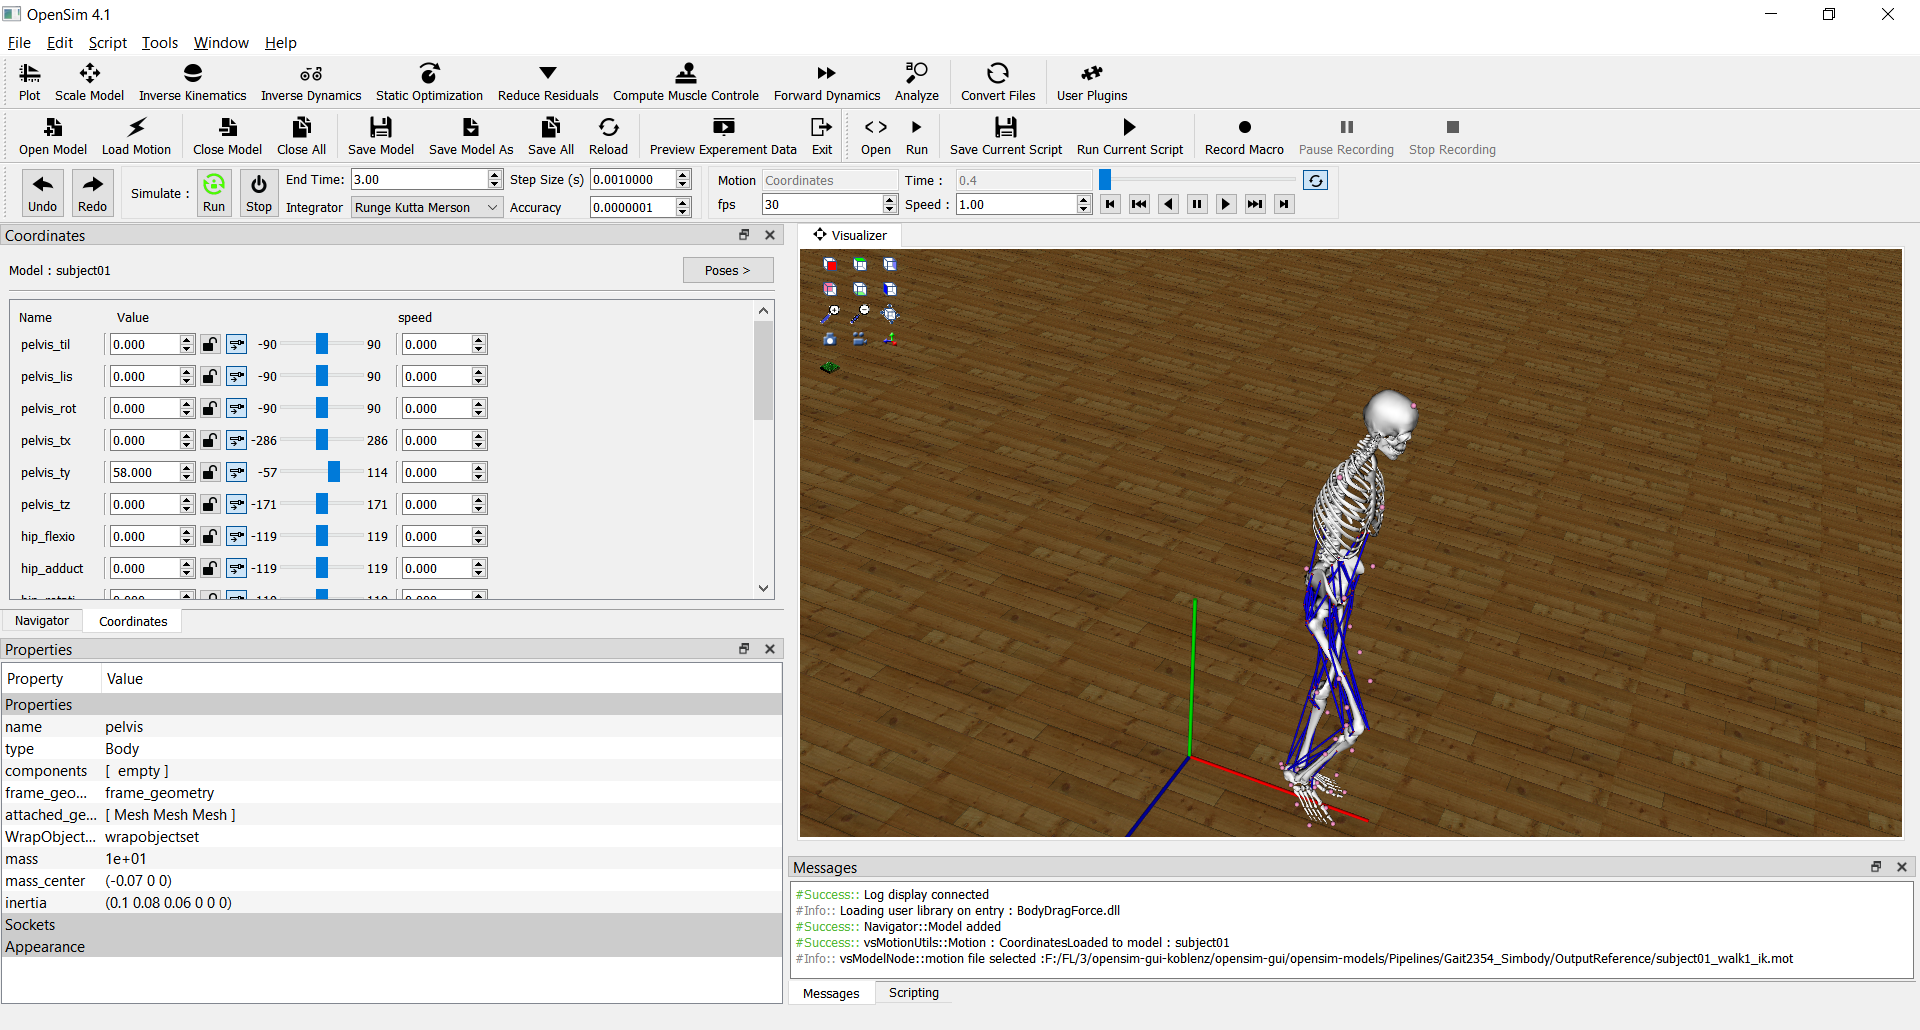 OpenSim 4.1
File Edit Script Tools Window Help
Plot Scale Model Inverse Kinematics Inverse Dynamics Static Optimization Reduce Residuals Compute Muscle Controle Forward Dynamics Analyze Convert Files User Plugins
Open Model Load Motion Close Model Close All Save Model Save Model As Save All Reload Preview Experement Data Exit Open Run Save Current Script Run Current Script Record Macro Pause Recording Stop Recording
Undo Redo Simulate : Run Stop End Time: 3.00 Step Size (s) 0.0010000 Motion Coordinates Time : 0.4
Integrator Runge Kutta Merson Accuracy 0.0000001 fps 30 Speed : 1.00
Coordinates
Model : subject01 Poses >
Name Value speed
pelvis_til 0.000 -90 90 0.000
pelvis_lis 0.000 -90 90 0.000
pelvis_rot 0.000 -90 90 0.000
pelvis_tx 0.000 -286 286 0.000
pelvis_ty 58.000 -57 114 0.000
pelvis_tz 0.000 -171 171 0.000
hip_flexio 0.000 -119 119 0.000
hip_adduct 0.000 -119 119 0.000
Navigator Coordinates
Properties
Property Value
Properties
name pelvis
type Body
components [ empty ]
frame_geo... frame_geometry
attached_ge... [ Mesh Mesh Mesh ]
WrapObject... wrapobjectset
mass 1e+01
mass_center (-0.07 0 0)
inertia (0.1 0.08 0.06 0 0 0)
Sockets
Appearance
Visualizer
Messages
#Success:: Log display connected
#Info:: Loading user library on entry : BodyDragForce.dll
#Success:: Navigator::Model added
#Success:: vsMotionUtils::Motion : CoordinatesLoaded to model : subject01
#Info:: vsModelNode::motion file selected :F:/FL/3/opensim-gui-koblenz/opensim-gui/opensim-models/Pipelines/Gait2354_Simbody/OutputReference/subject01_walk1_ik.mot
Messages Scripting